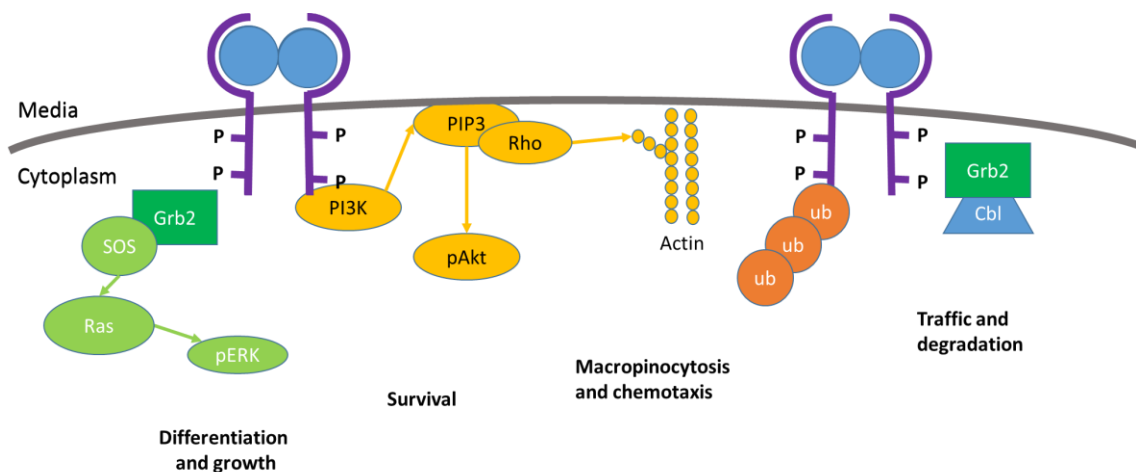 Media
Cytoplasm
P
P
P
P
Grb2
SOS
Ras
pERK
Differentiation
and growth
PI3K
PIP3
Rho
pAkt
Survival
Actin
Macropinocytosis
and chemotaxis
P
P
P
P
ub
ub
ub
Grb2
Cbl
Traffic and
degradation